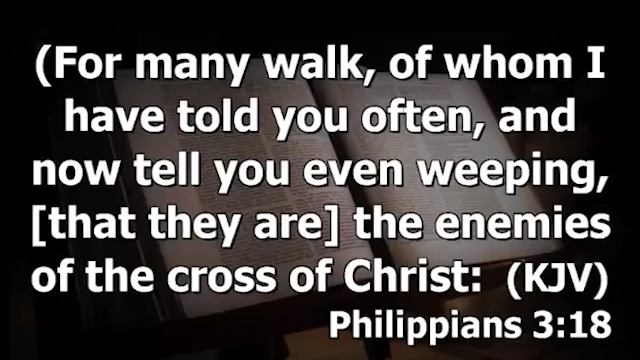 (For many walk, of whom I
have told you often, and
now tell you even weeping,
[that they are] the enemies
of the cross of Christ: (KJV)
Philippians 3:18